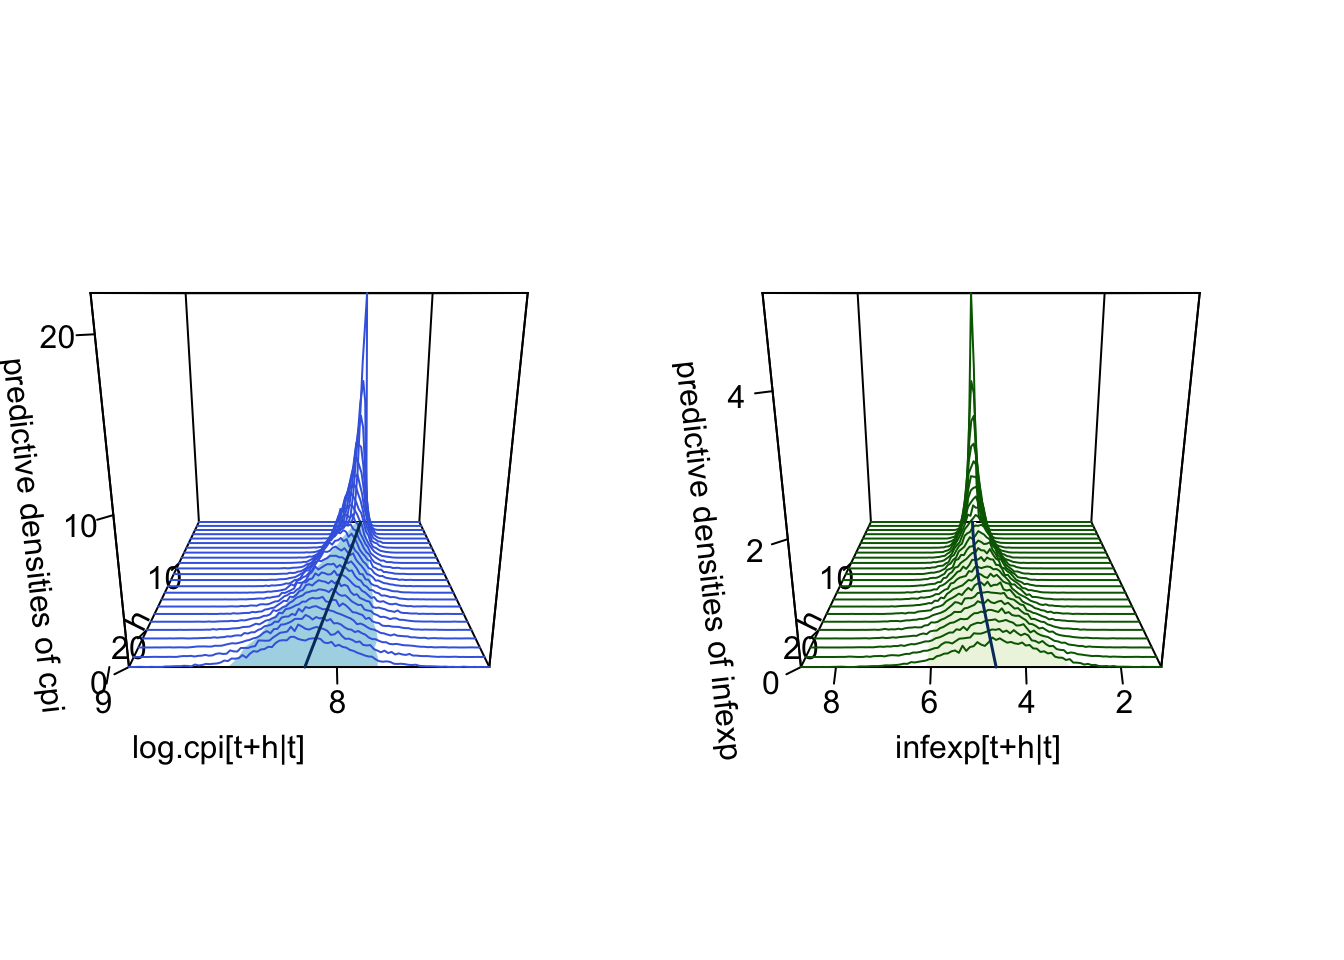 predictive densities of cpi
20
10
0
10
h
20
9
8
log.cpi[t+h|t]
predictive densities of infexp
4
2
0
10
h
20
8
6
4
2
infexp[t+h|t]